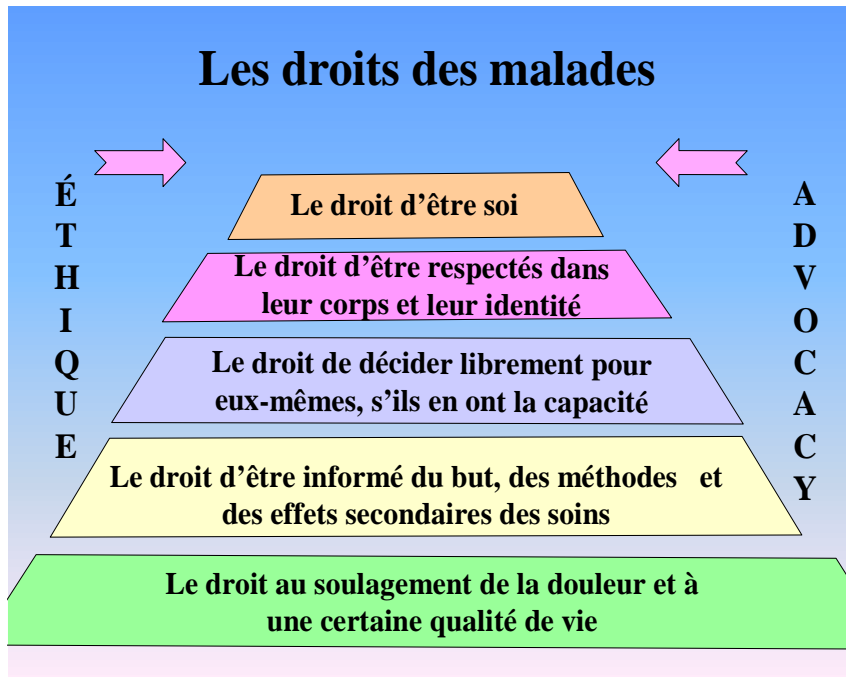 Les droits des malades
ÉTHIQUE
ADVOCACY
Le droit d’être soi
Le droit d’être respectés dans
leur corps et leur identité
Le droit de décider librement pour
eux-mêmes, s’ils en ont la capacité
Le droit d’être informé du but, des méthodes et
des effets secondaires des soins
Le droit au soulagement de la douleur et à
une certaine qualité de vie